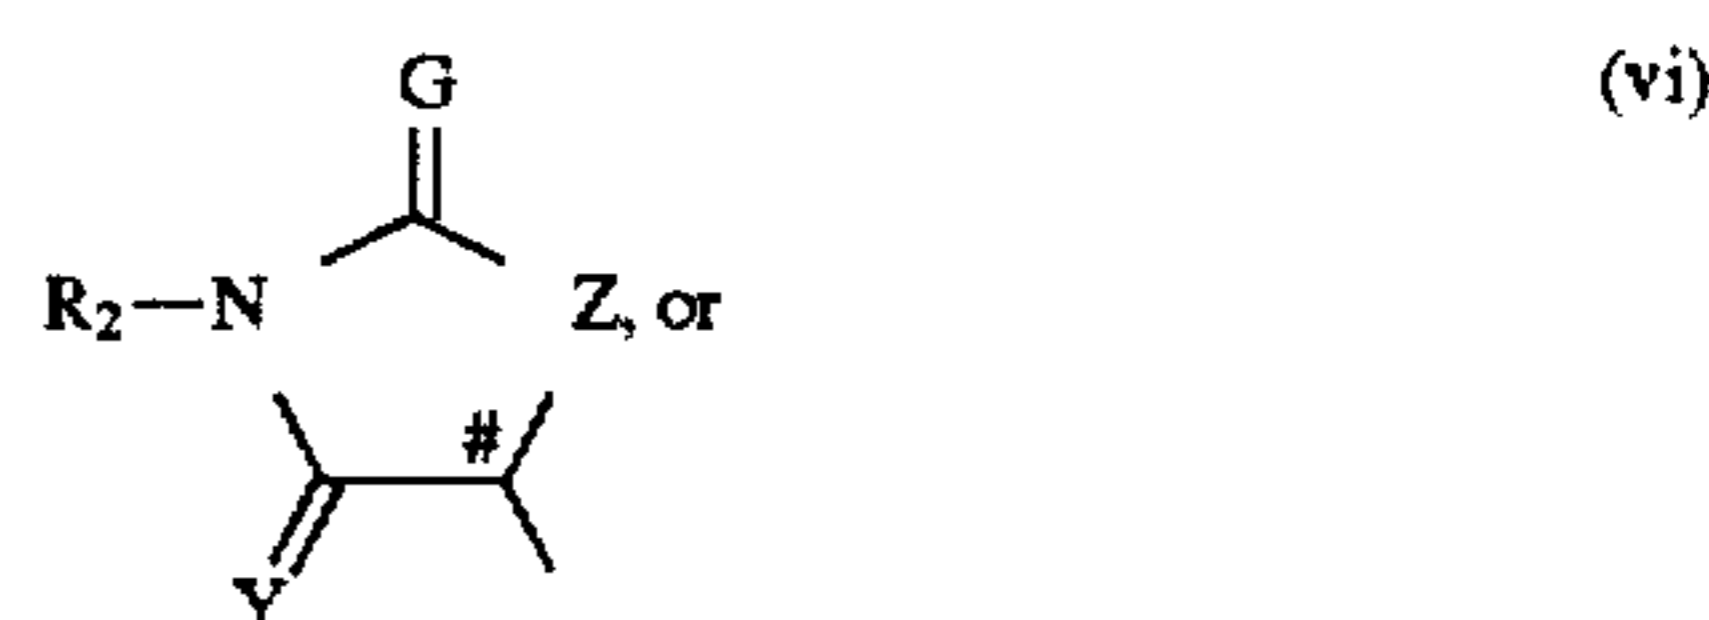 G (vi)
R₂—N Z, or
#
Y